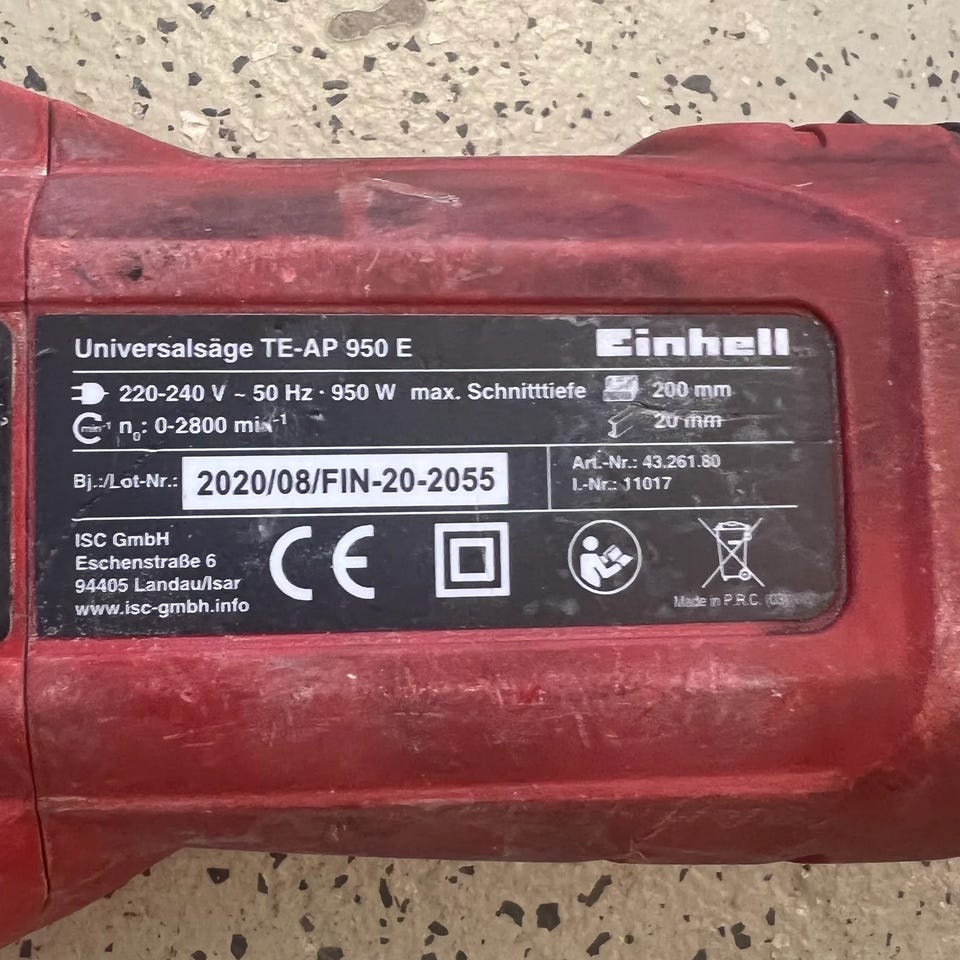 Universalsäge TE-AP 950 E
Einhell
220-240 V ~ 50 Hz · 950 W max. Schnitttiefe 200 mm
min⁻¹ n₀: 0-2800 min⁻¹ 20 mm
Bj.:/Lot-Nr.: 2020/08/FIN-20-2055
Art.-Nr.: 43.261.80
I.-Nr.: 11017
ISC GmbH
Eschenstraße 6
94405 Landau/Isar
www.isc-gmbh.info
CE
Made in P.R.C.